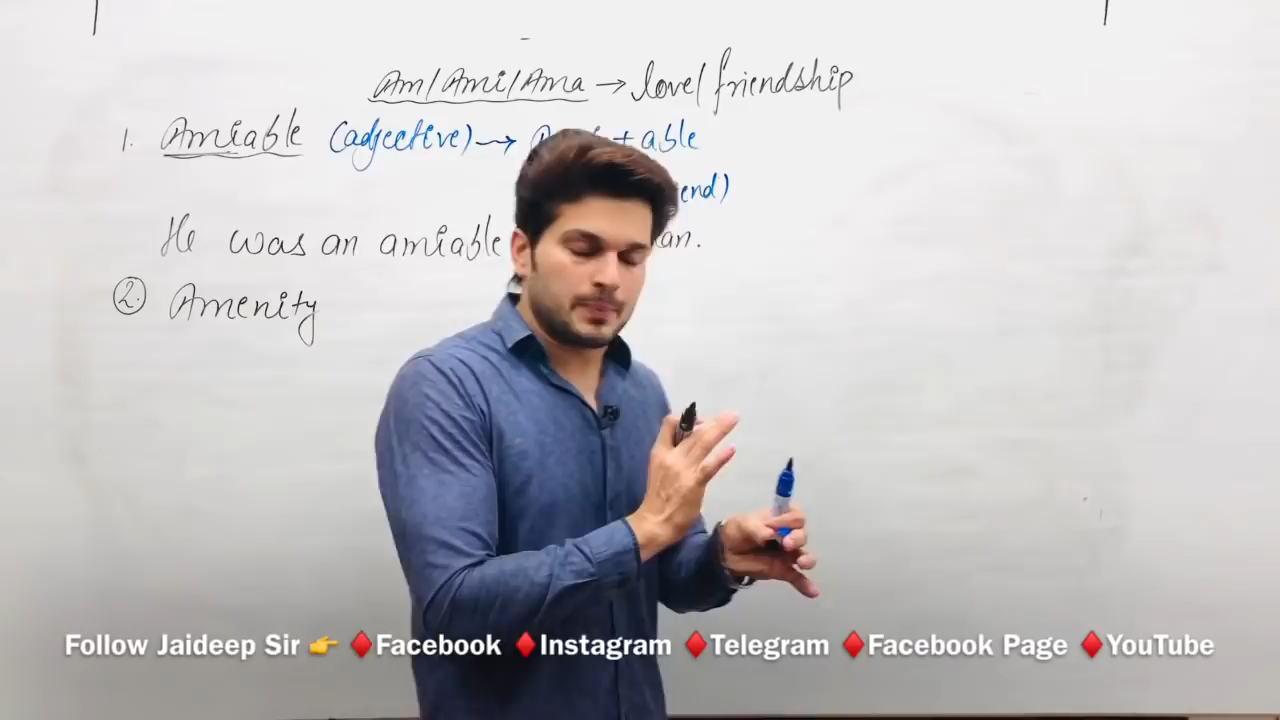 Am/Ami/Ama → love/friendship
1. Amiable (adjective) → + able
end)
He was an amiable an.
2. Amenity
Follow Jaideep Sir 👉 ♦Facebook ♦Instagram ♦Telegram ♦Facebook Page ♦YouTube